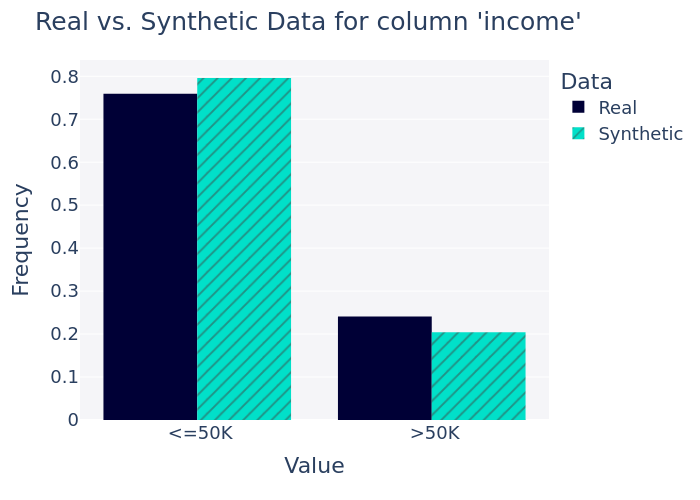 Real vs. Synthetic Data for column 'income'
Data
Real
Synthetic
Frequency
0.8
0.7
0.6
0.5
0.4
0.3
0.2
0.1
0
<=50K
>50K
Value